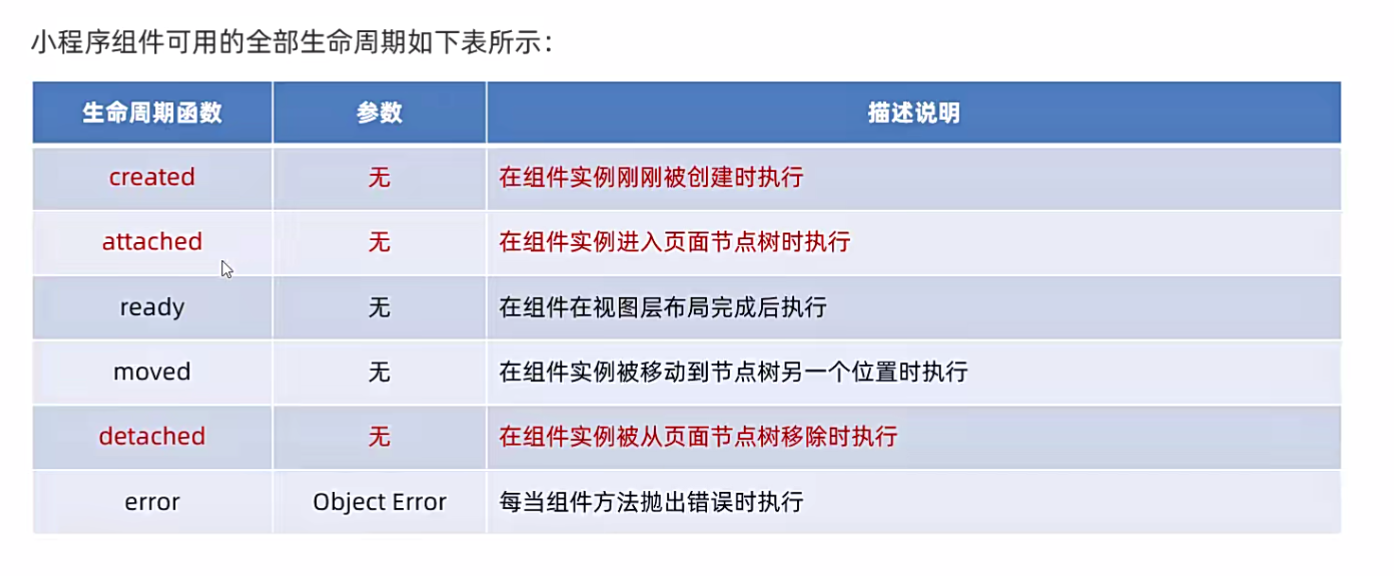 小程序组件可用的全部生命周期如下表所示：
生命周期函数 参数 描述说明
created 无 在组件实例刚刚被创建时执行
attached 无 在组件实例进入页面节点树时执行
ready 无 在组件在视图层布局完成后执行
moved 无 在组件实例被移动到节点树另一个位置时执行
detached 无 在组件实例被从页面节点树移除时执行
error Object Error 每当组件方法抛出错误时执行